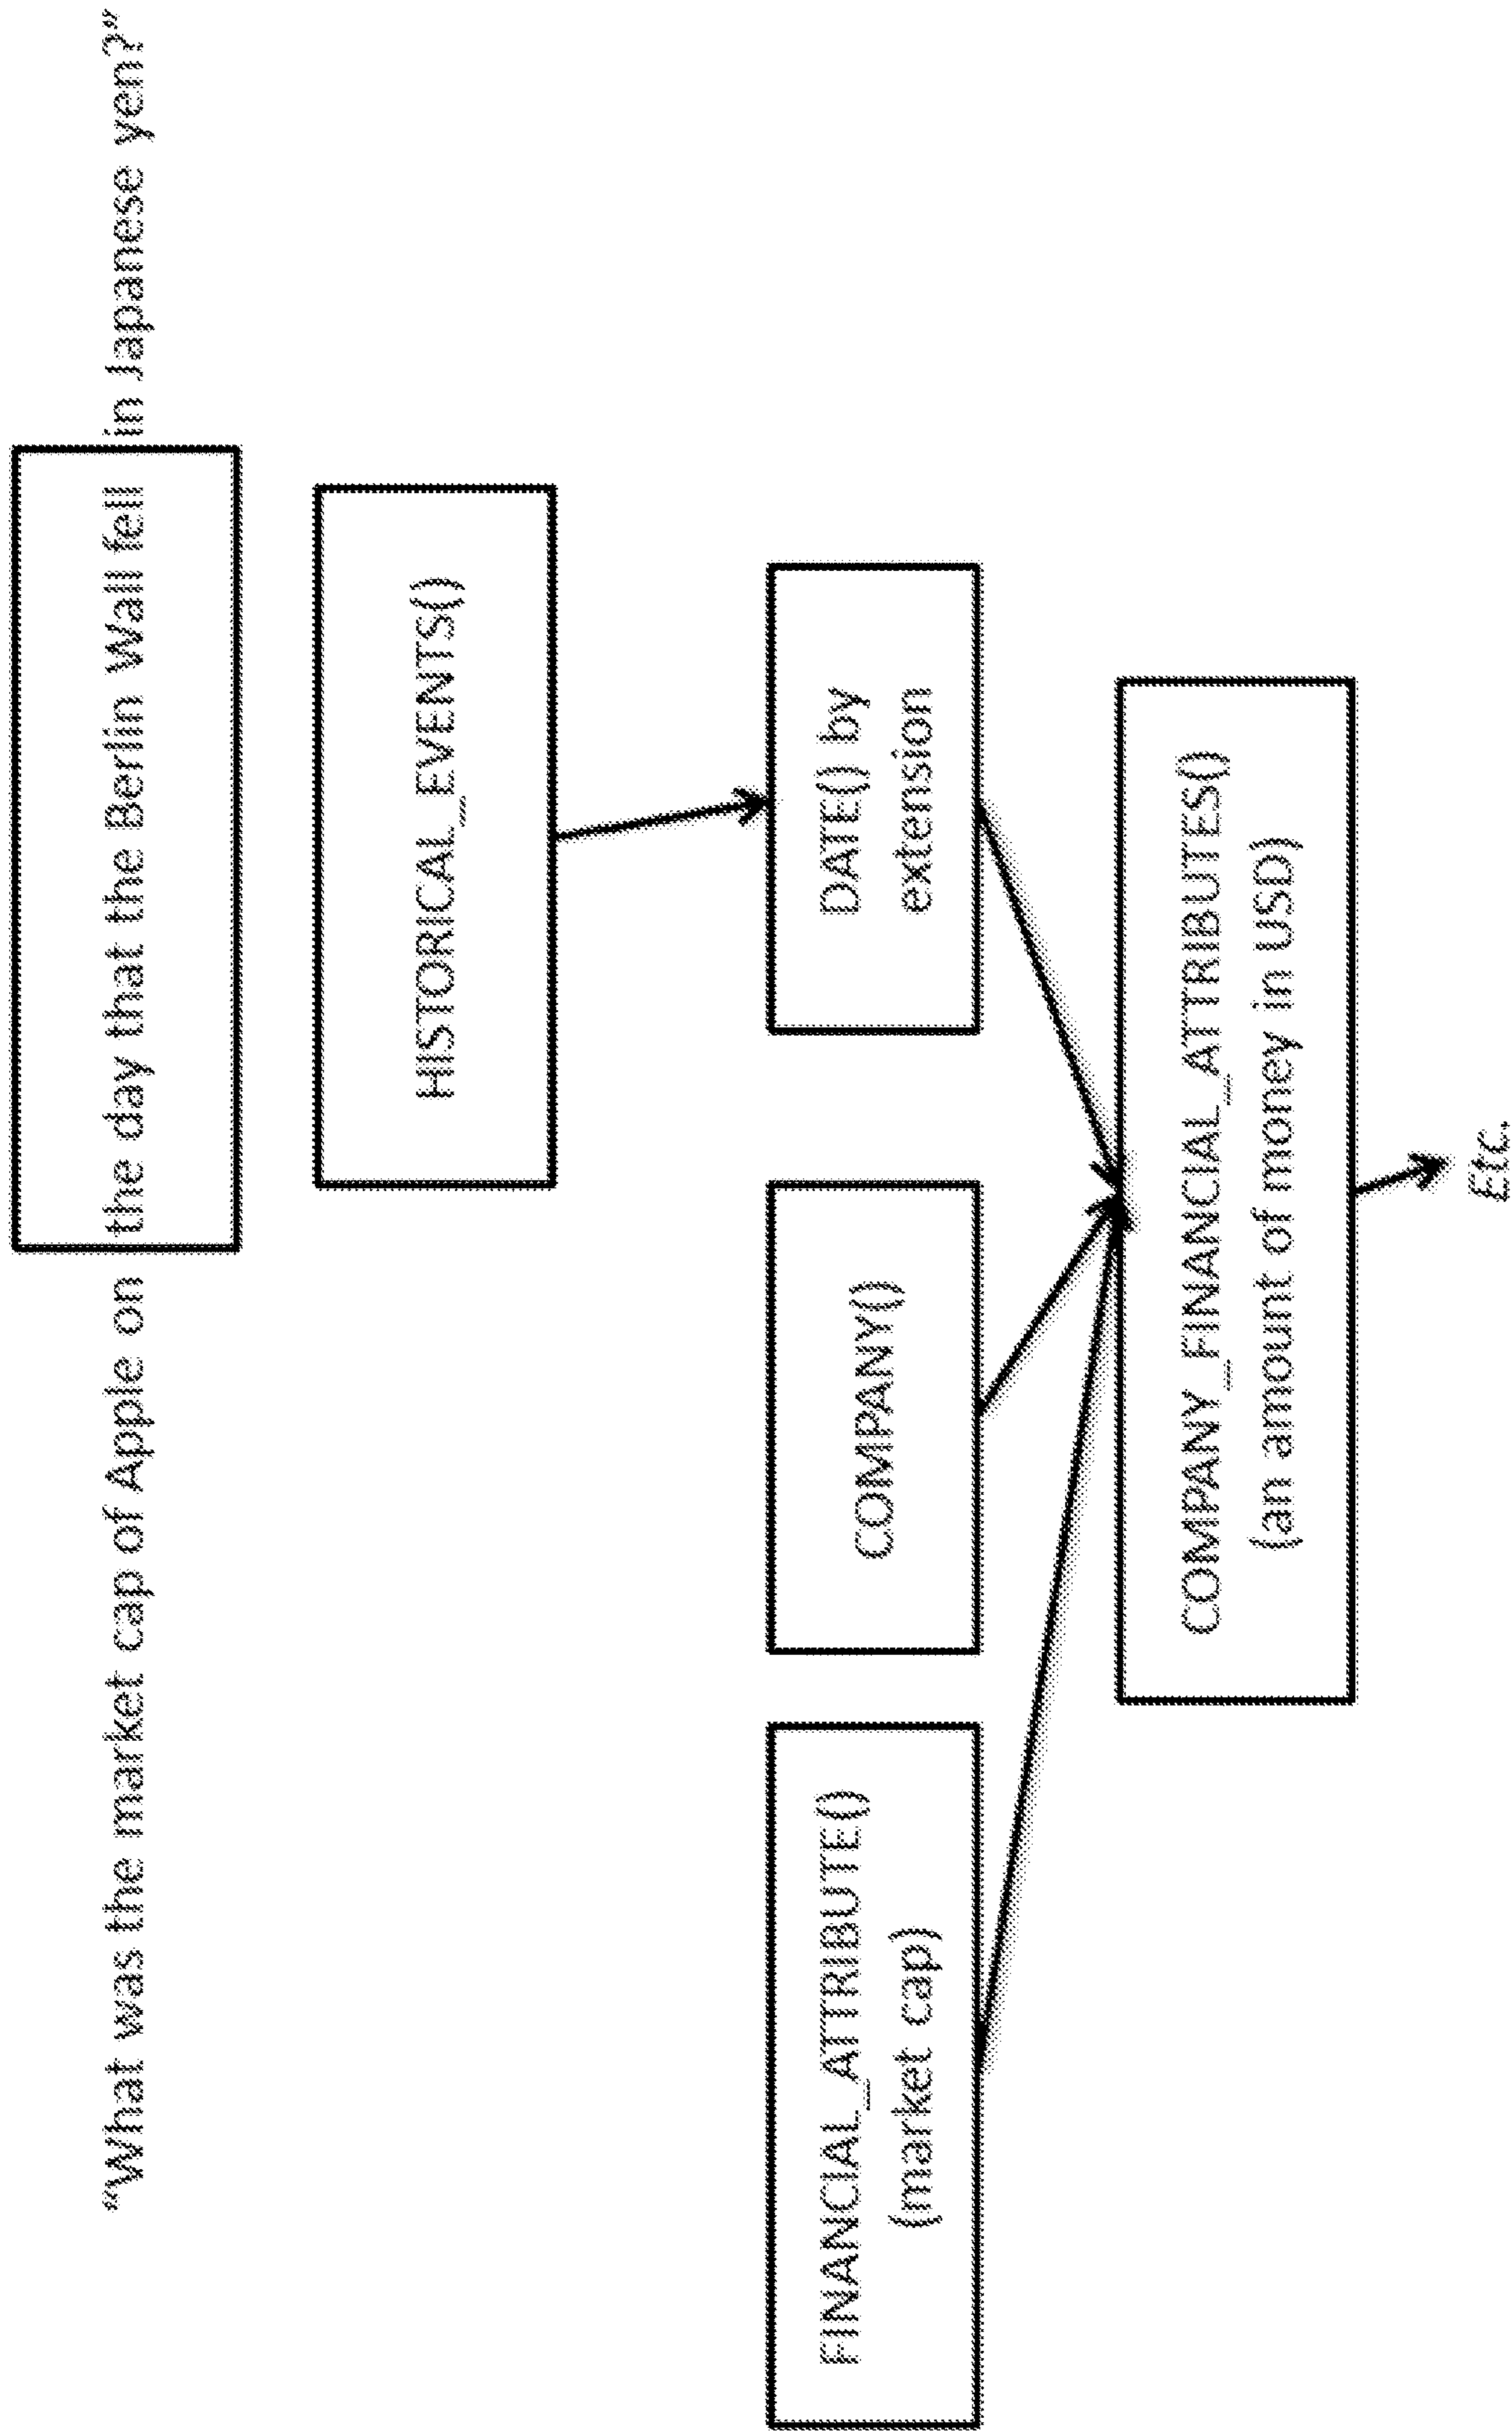 “What was the market cap of Apple on the day that the Berlin Wall fell in Japanese yen?”
HISTORICAL_EVENTS()
FINANCIAL_ATTRIBUTE()
(market cap)
COMPANY()
DATE() by
extension
COMPANY_FINANCIAL_ATTRIBUTES()
(an amount of money in USD)
Etc.